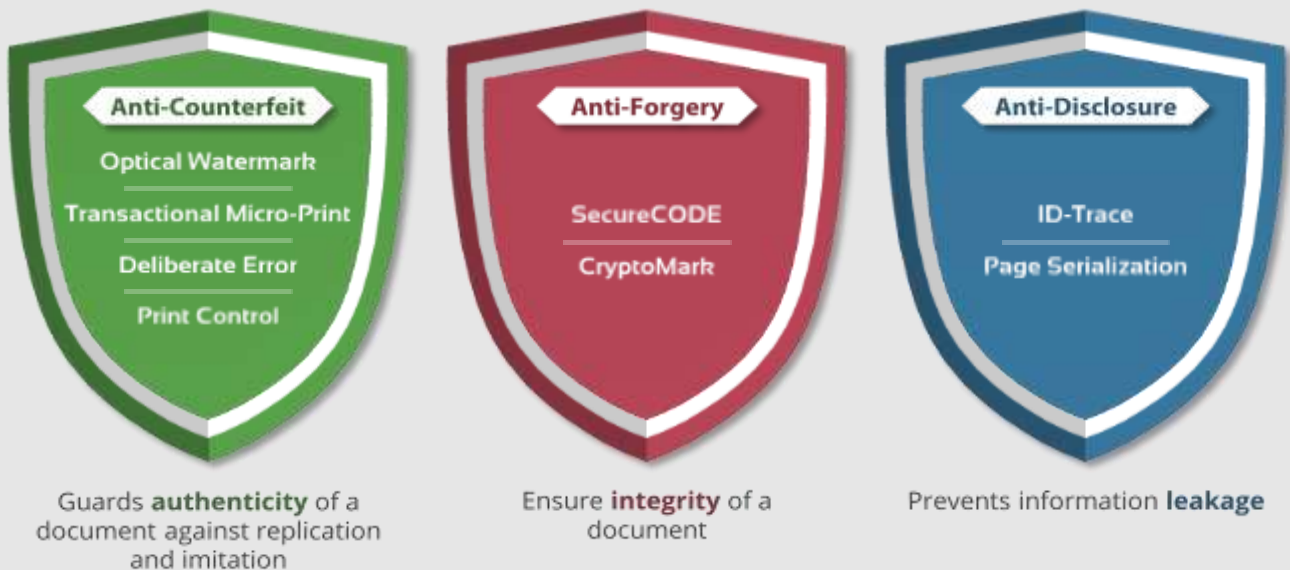 Anti-Counterfeit
Optical Watermark
Transactional Micro-Print
Deliberate Error
Print Control
Guards authenticity of a
document against replication
and imitation
Anti-Forgery
SecureCODE
CryptoMark
Ensure integrity of a
document
Anti-Disclosure
ID-Trace
Page Serialization
Prevents information leakage